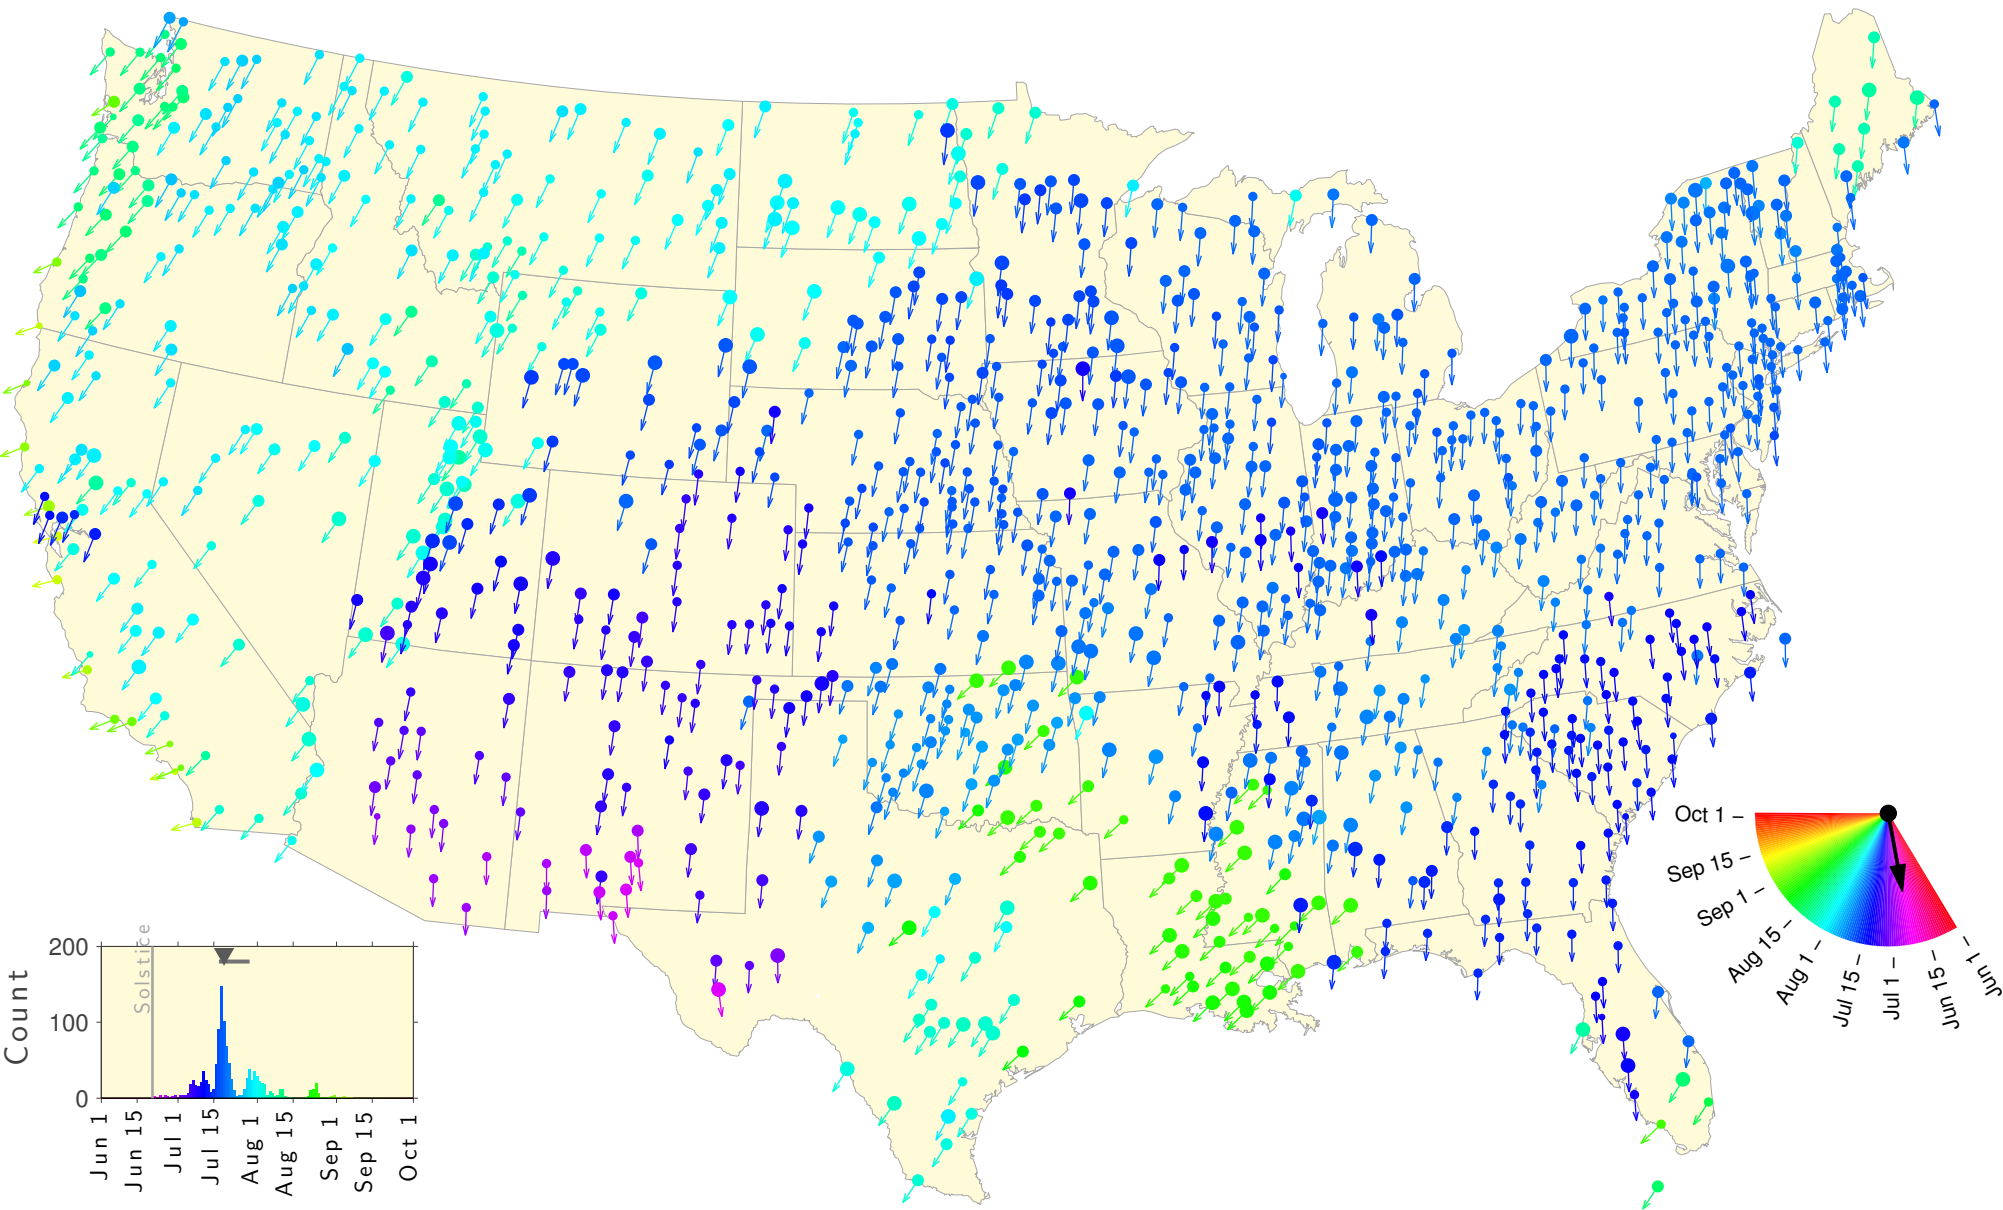 Oct 1 –
Sep 15 –
Sep 1 –
Aug 15 –
Aug 1 –
Jul 15 –
Jul 1 –
Jun 15 –
Jun 1 –
Solstice
Count
200
100
0
Jun 1
Jun 15
Jul 1
Jul 15
Aug 1
Aug 15
Sep 1
Sep 15
Oct 1